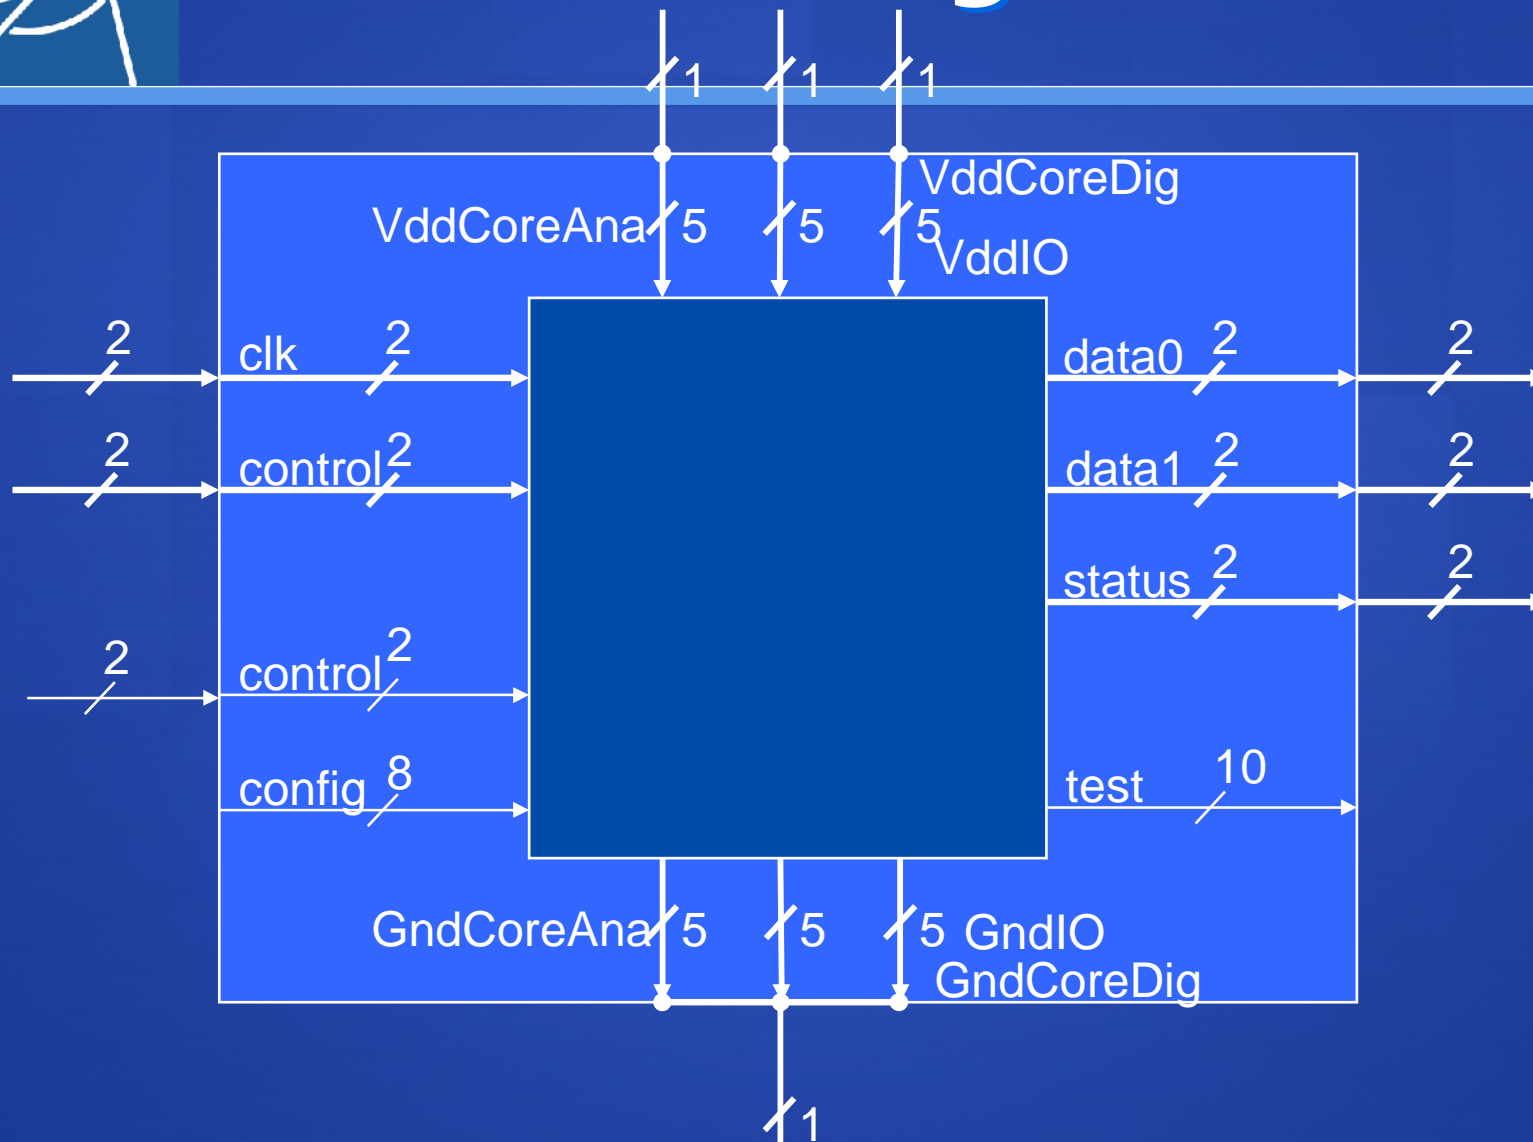 1 1 1
VddCoreDig
VddCoreAna 5 5 5
VddIO
2 clk 2 data0 2 2
2 control 2 data1 2 2
status 2 2
2 control 2
config 8 test 10
GndCoreAna 5 5 5 GndIO
GndCoreDig
1